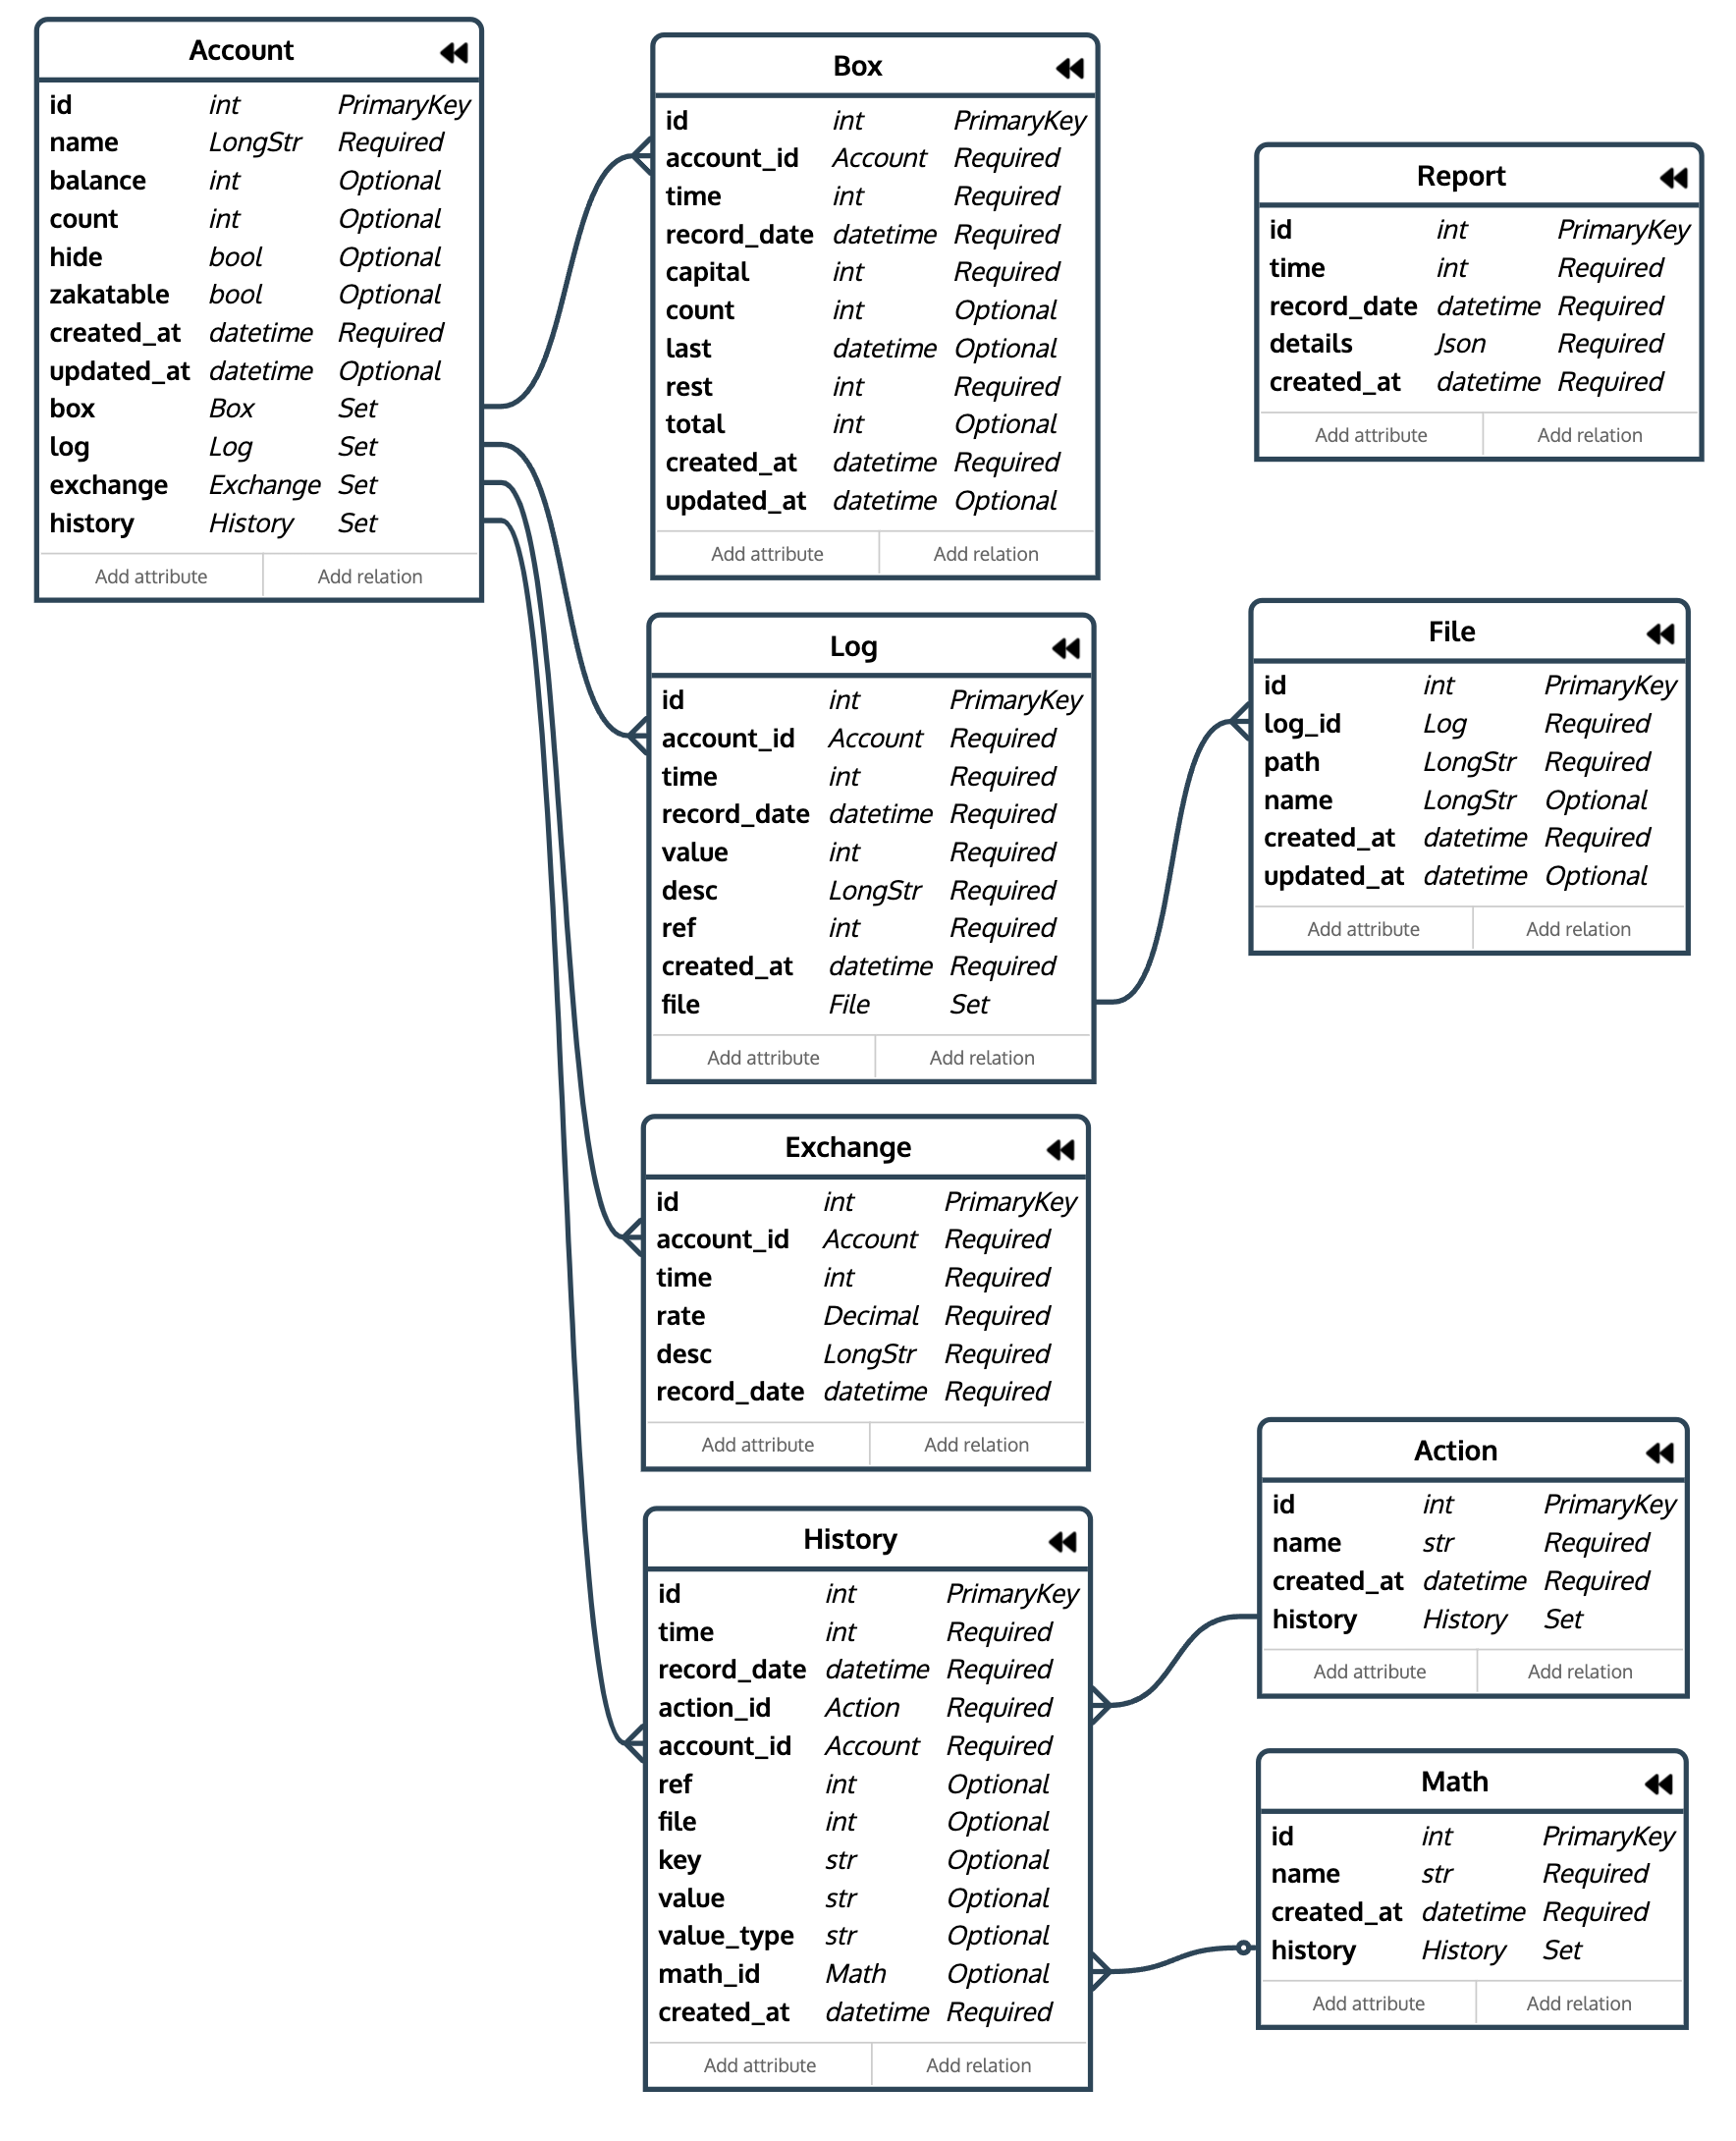 Account
id int PrimaryKey
name LongStr Required
balance int Optional
count int Optional
hide bool Optional
zakatable bool Optional
created_at datetime Required
updated_at datetime Optional
box Box Set
log Log Set
exchange Exchange Set
history History Set
Add attribute Add relation
Box
id int PrimaryKey
account_id Account Required
time int Required
record_date datetime Required
capital int Required
count int Optional
last datetime Optional
rest int Required
total int Optional
created_at datetime Required
updated_at datetime Optional
Add attribute Add relation
Report
id int PrimaryKey
time int Required
record_date datetime Required
details Json Required
created_at datetime Required
Add attribute Add relation
Log
id int PrimaryKey
account_id Account Required
time int Required
record_date datetime Required
value int Required
desc LongStr Required
ref int Required
created_at datetime Required
file File Set
Add attribute Add relation
File
id int PrimaryKey
log_id Log Required
path LongStr Required
name LongStr Optional
created_at datetime Required
updated_at datetime Optional
Add attribute Add relation
Exchange
id int PrimaryKey
account_id Account Required
time int Required
rate Decimal Required
desc LongStr Required
record_date datetime Required
Add attribute Add relation
History
id int PrimaryKey
time int Required
record_date datetime Required
action_id Action Required
account_id Account Required
ref int Optional
file int Optional
key str Optional
value str Optional
value_type str Optional
math_id Math Optional
created_at datetime Required
Add attribute Add relation
Action
id int PrimaryKey
name str Required
created_at datetime Required
history History Set
Add attribute Add relation
Math
id int PrimaryKey
name str Required
created_at datetime Required
history History Set
Add attribute Add relation